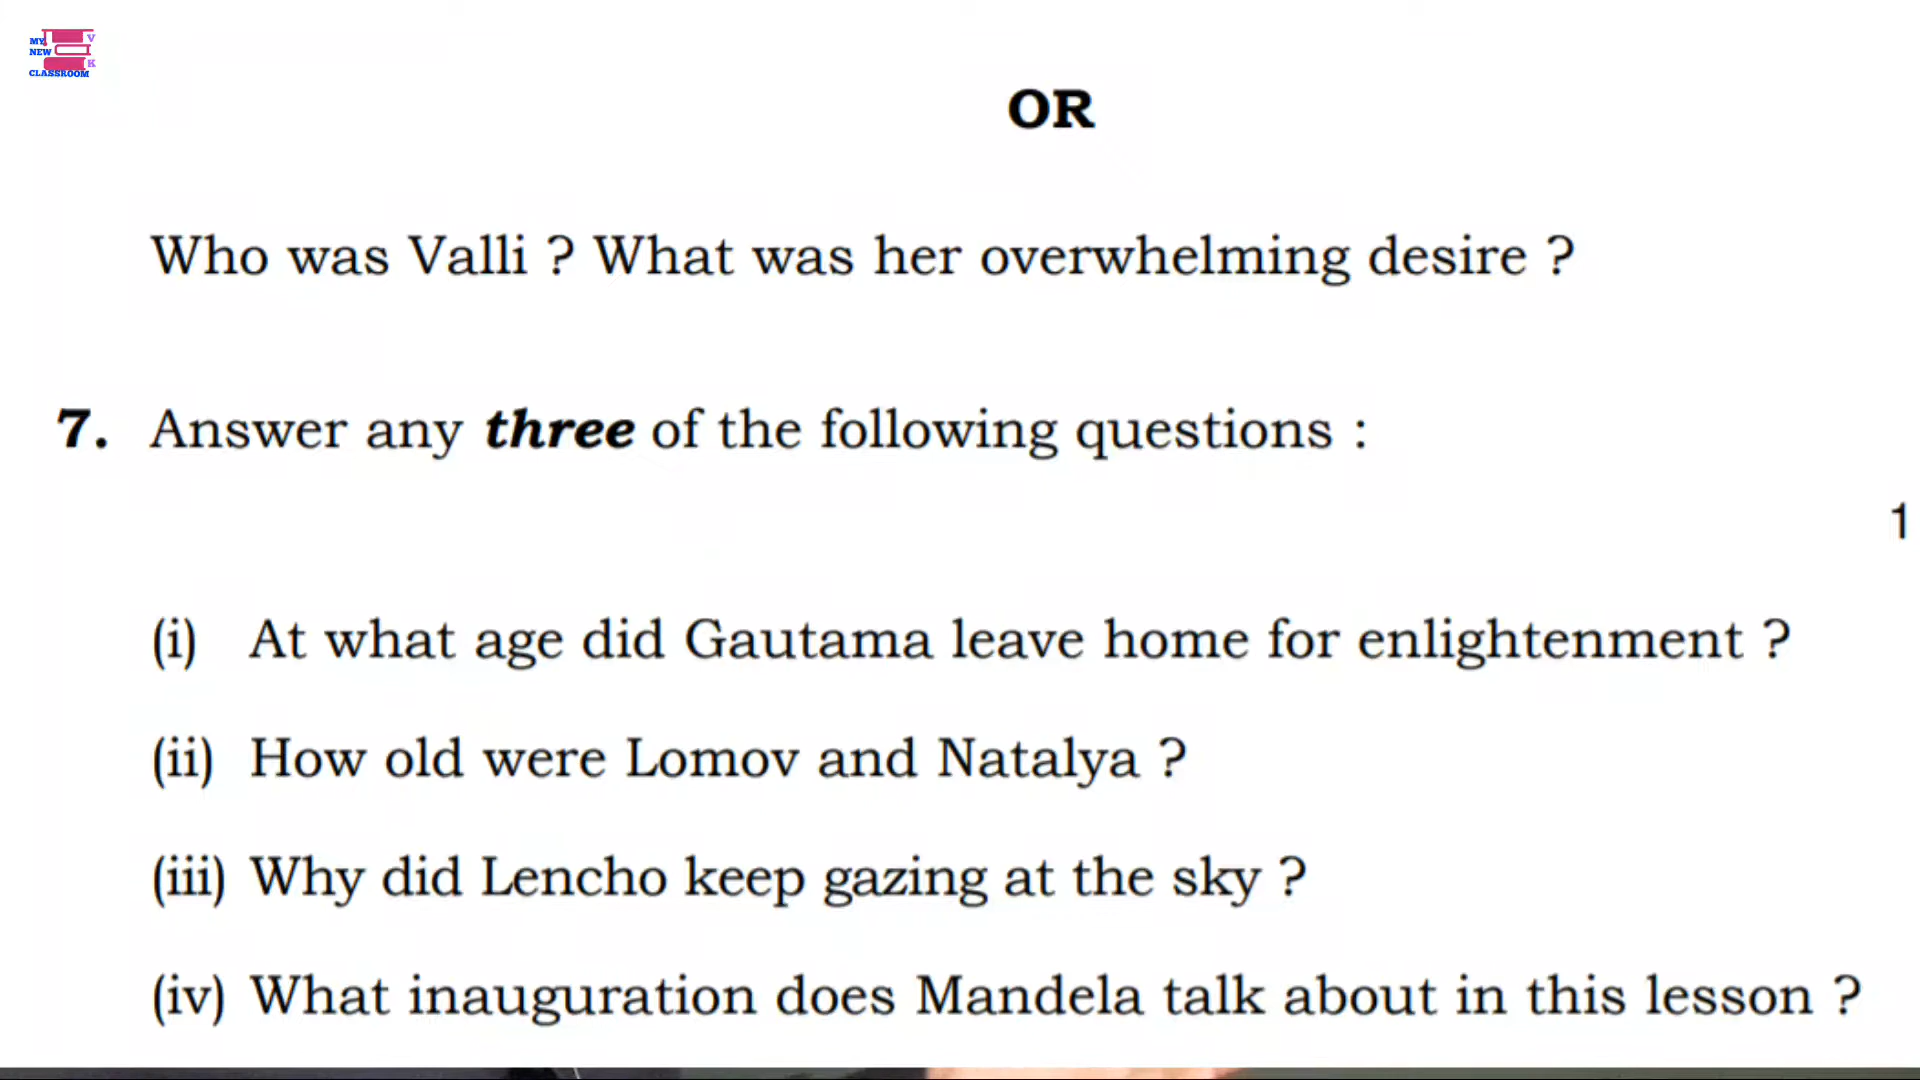 MY V
NEW
K
CLASSROOM
OR
Who was Valli ? What was her overwhelming desire ?
7. Answer any three of the following questions :
1
(i) At what age did Gautama leave home for enlightenment ?
(ii) How old were Lomov and Natalya ?
(iii) Why did Lencho keep gazing at the sky ?
(iv) What inauguration does Mandela talk about in this lesson ?